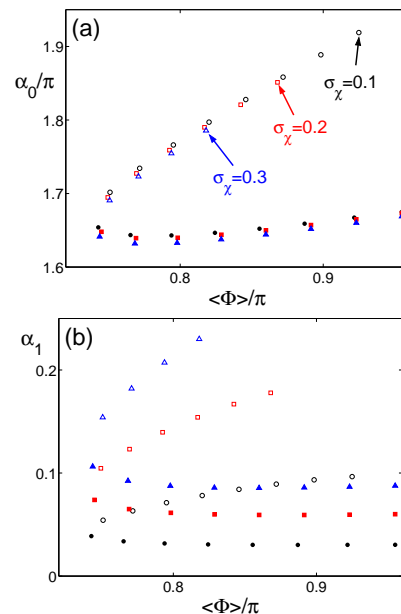 (a)
1.9
α₀/π
σχ=0.1
1.8
σχ=0.2
σχ=0.3
1.7
1.6
0.8 0.9
<Φ>/π
(b)
α₁
0.2
0.1
0
0.8 0.9
<Φ>/π